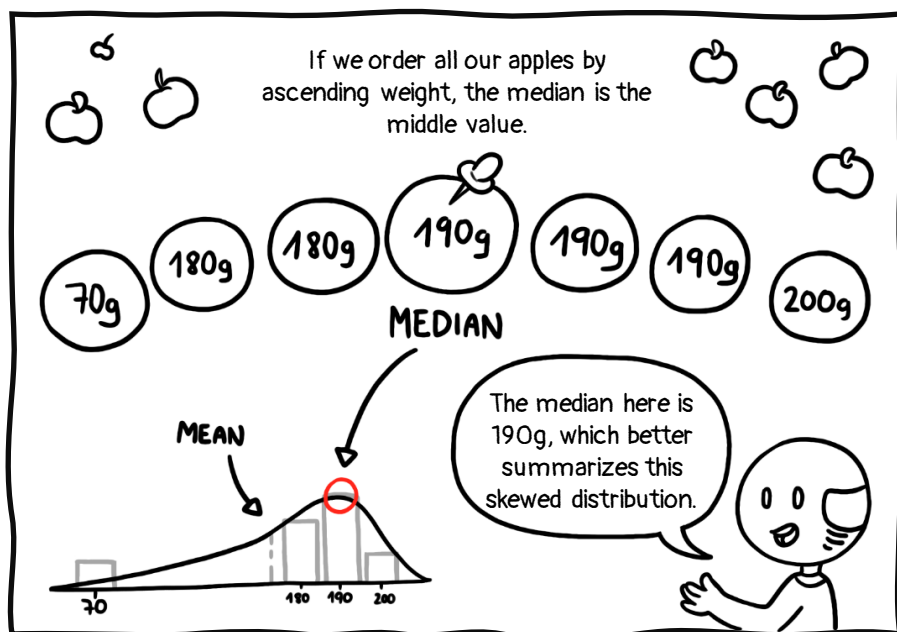 If we order all our apples by
ascending weight, the median is the
middle value.
70g
180g
180g
190g
190g
190g
200g
MEDIAN
MEAN
The median here is
190g, which better
summarizes this
skewed distribution.
70
180
190
200